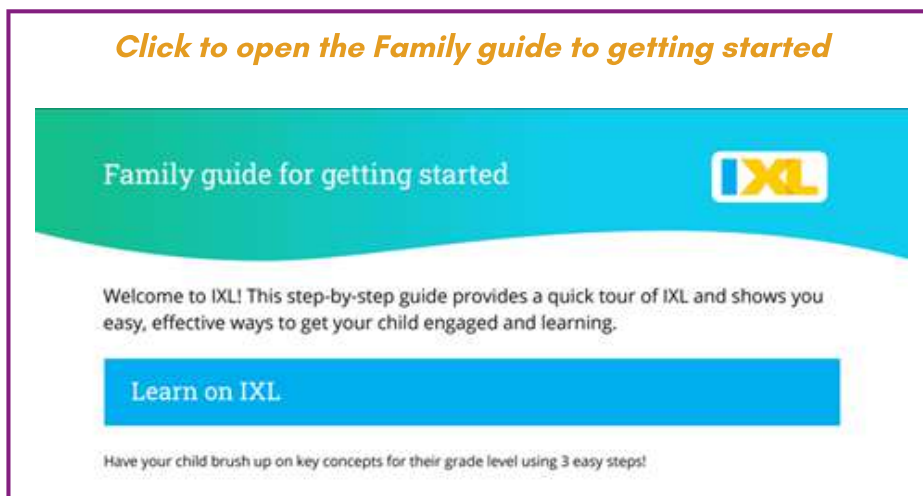 Click to open the Family guide to getting started
Family guide for getting started
IXL
Welcome to IXL! This step-by-step guide provides a quick tour of IXL and shows you
easy, effective ways to get your child engaged and learning.
Learn on IXL
Have your child brush up on key concepts for their grade level using 3 easy steps!